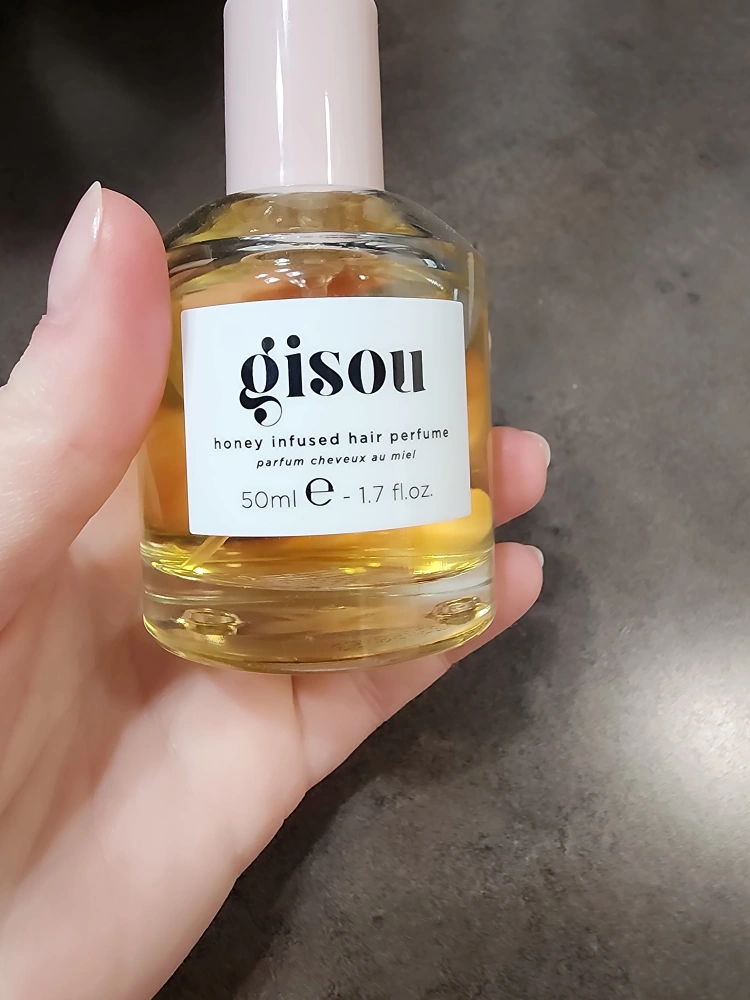 gisou
honey infused hair perfume
parfum cheveux au miel
50ml ℮ - 1.7 fl.oz.